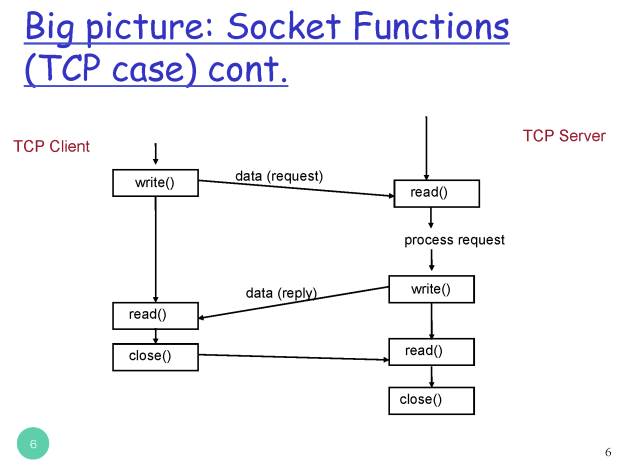 Big picture: Socket Functions
(TCP case) cont.
TCP Client
TCP Server
write()
data (request)
read()
process request
data (reply)
write()
read()
close()
read()
close()
6
6